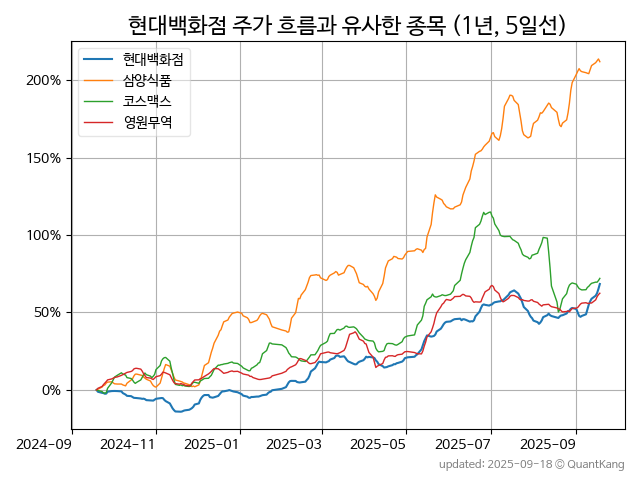 현대백화점 주가 흐름과 유사한 종목 (1년, 5일선)
현대백화점
삼양식품
코스맥스
영원무역
200%
150%
100%
50%
0%
2024-09 2024-11 2025-01 2025-03 2025-05 2025-07 2025-09
updated: 2025-09-18 © QuantKang